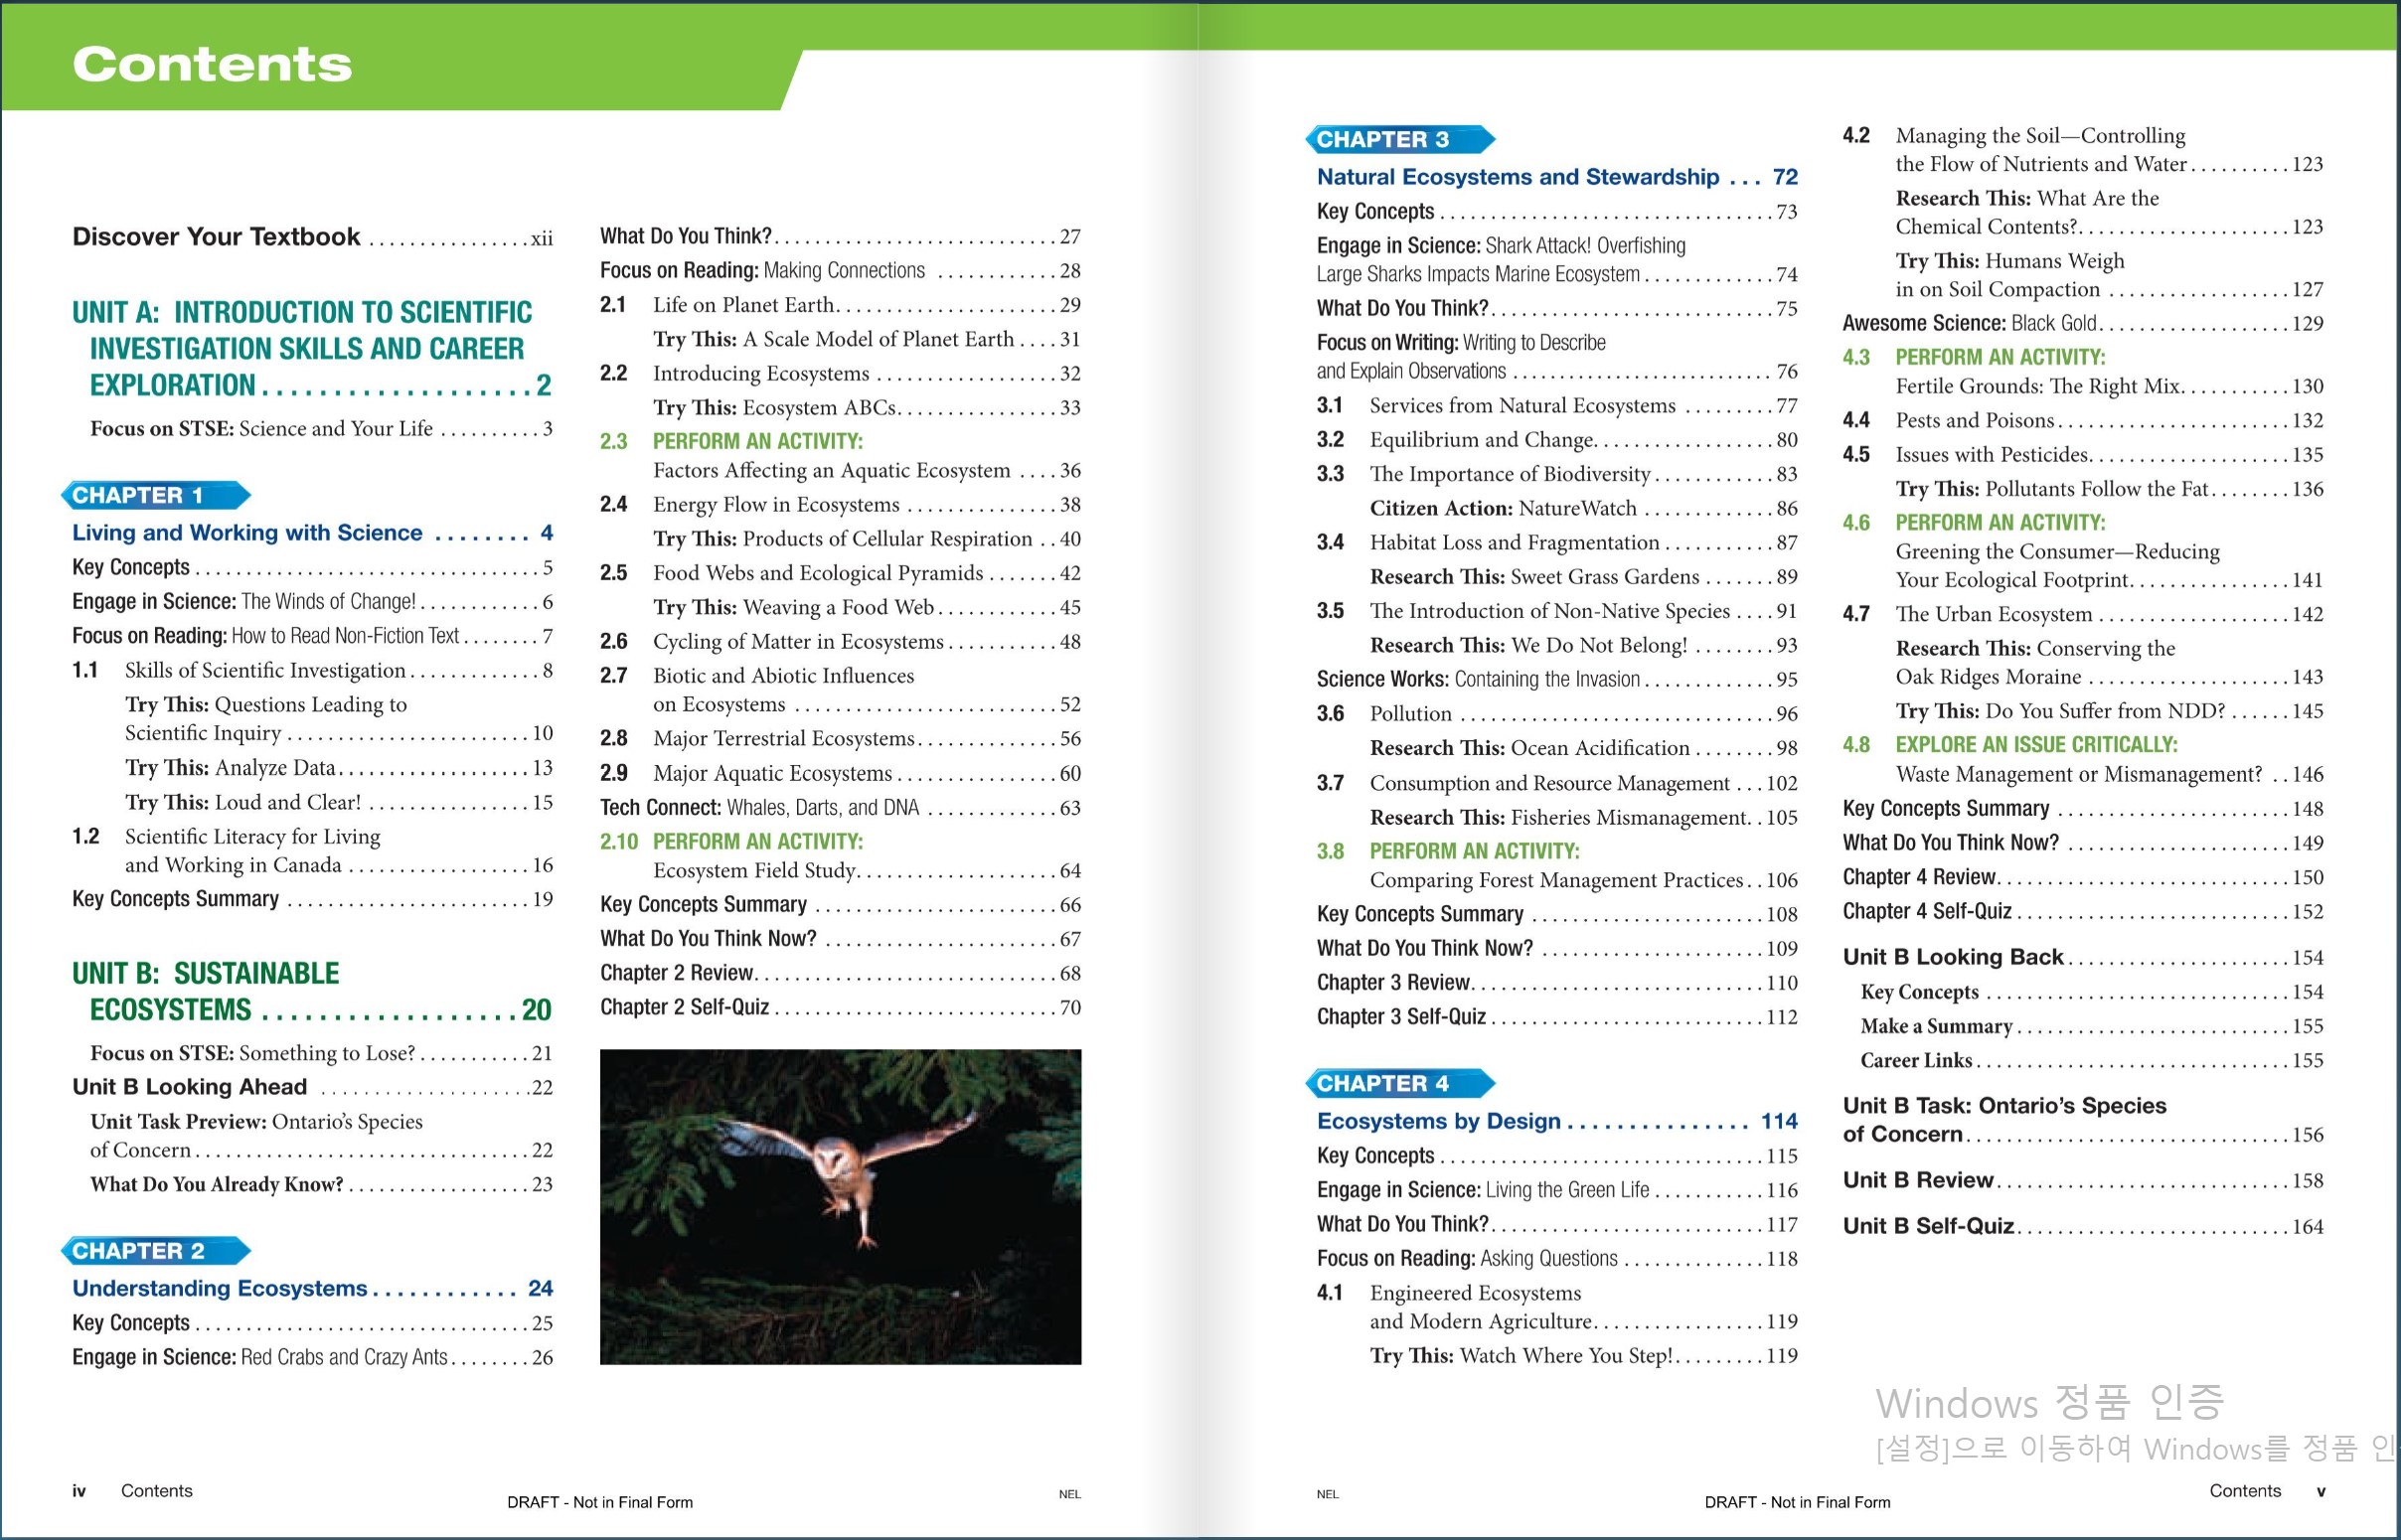 Contents
Discover Your Textbook . . . . . . . . . . . . . . . . xii
UNIT A: INTRODUCTION TO SCIENTIFIC
INVESTIGATION SKILLS AND CAREER
EXPLORATION . . . . . . . . . . . . . . . . . . . 2
Focus on STSE: Science and Your Life . . . . . . . . . . 3
CHAPTER 1
Living and Working with Science . . . . . . . . 4
Key Concepts . . . . . . . . . . . . . . . . . . . . . . . . . . . . . . . . . 5
Engage in Science: The Winds of Change! . . . . . . . . . . . . 6
Focus on Reading: How to Read Non-Fiction Text . . . . . . . . 7
1.1 Skills of Scientific Investigation . . . . . . . . . . . . . 8
Try This: Questions Leading to
Scientific Inquiry . . . . . . . . . . . . . . . . . . . . . . . . 10
Try This: Analyze Data . . . . . . . . . . . . . . . . . . . 13
Try This: Loud and Clear! . . . . . . . . . . . . . . . . 15
1.2 Scientific Literacy for Living
and Working in Canada . . . . . . . . . . . . . . . . . . 16
Key Concepts Summary . . . . . . . . . . . . . . . . . . . . . . . . 19
UNIT B: SUSTAINABLE
ECOSYSTEMS . . . . . . . . . . . . . . . . . . 20
Focus on STSE: Something to Lose? . . . . . . . . . . . 21
Unit B Looking Ahead . . . . . . . . . . . . . . . . . . . 22
Unit Task Preview: Ontario’s Species
of Concern . . . . . . . . . . . . . . . . . . . . . . . . . . . . . . . . . 22
What Do You Already Know? . . . . . . . . . . . . . . . . . . 23
CHAPTER 2
Understanding Ecosystems . . . . . . . . . . . . 24
Key Concepts . . . . . . . . . . . . . . . . . . . . . . . . . . . . . . . . . 25
Engage in Science: Red Crabs and Crazy Ants . . . . . . . . 26
What Do You Think? . . . . . . . . . . . . . . . . . . . . . . . . . . . . 27
Focus on Reading: Making Connections . . . . . . . . . . . . 28
2.1 Life on Planet Earth . . . . . . . . . . . . . . . . . . . . . . 29
Try This: A Scale Model of Planet Earth . . . . 31
2.2 Introducing Ecosystems . . . . . . . . . . . . . . . . . . 32
Try This: Ecosystem ABCs . . . . . . . . . . . . . . . . 33
2.3 PERFORM AN ACTIVITY:
Factors Affecting an Aquatic Ecosystem . . . . 36
2.4 Energy Flow in Ecosystems . . . . . . . . . . . . . . . 38
Try This: Products of Cellular Respiration . . 40
2.5 Food Webs and Ecological Pyramids . . . . . . . 42
Try This: Weaving a Food Web . . . . . . . . . . . . 45
2.6 Cycling of Matter in Ecosystems . . . . . . . . . . . 48
2.7 Biotic and Abiotic Influences
on Ecosystems . . . . . . . . . . . . . . . . . . . . . . . . . . 52
2.8 Major Terrestrial Ecosystems . . . . . . . . . . . . . . 56
2.9 Major Aquatic Ecosystems . . . . . . . . . . . . . . . . 60
Tech Connect: Whales, Darts, and DNA . . . . . . . . . . . . . 63
2.10 PERFORM AN ACTIVITY:
Ecosystem Field Study . . . . . . . . . . . . . . . . . . . . 64
Key Concepts Summary . . . . . . . . . . . . . . . . . . . . . . . . 66
What Do You Think Now? . . . . . . . . . . . . . . . . . . . . . . . 67
Chapter 2 Review . . . . . . . . . . . . . . . . . . . . . . . . . . . . . . 68
Chapter 2 Self-Quiz . . . . . . . . . . . . . . . . . . . . . . . . . . . . 70
iv Contents
DRAFT - Not in Final Form
NEL
CHAPTER 3
Natural Ecosystems and Stewardship . . . 72
Key Concepts . . . . . . . . . . . . . . . . . . . . . . . . . . . . . . . . . 73
Engage in Science: Shark Attack! Overfishing
Large Sharks Impacts Marine Ecosystem . . . . . . . . . . . . . 74
What Do You Think? . . . . . . . . . . . . . . . . . . . . . . . . . . . . 75
Focus on Writing: Writing to Describe
and Explain Observations . . . . . . . . . . . . . . . . . . . . . . . . . . 76
3.1 Services from Natural Ecosystems . . . . . . . . . 77
3.2 Equilibrium and Change . . . . . . . . . . . . . . . . . . 80
3.3 The Importance of Biodiversity . . . . . . . . . . . . 83
Citizen Action: NatureWatch . . . . . . . . . . . . . 86
3.4 Habitat Loss and Fragmentation . . . . . . . . . . . 87
Research This: Sweet Grass Gardens . . . . . . . 89
3.5 The Introduction of Non-Native Species . . . . 91
Research This: We Do Not Belong! . . . . . . . . 93
Science Works: Containing the Invasion . . . . . . . . . . . . . 95
3.6 Pollution . . . . . . . . . . . . . . . . . . . . . . . . . . . . . . . 96
Research This: Ocean Acidification . . . . . . . . 98
3.7 Consumption and Resource Management . . . 102
Research This: Fisheries Mismanagement . . 105
3.8 PERFORM AN ACTIVITY:
Comparing Forest Management Practices . . 106
Key Concepts Summary . . . . . . . . . . . . . . . . . . . . . . . 108
What Do You Think Now? . . . . . . . . . . . . . . . . . . . . . . 109
Chapter 3 Review . . . . . . . . . . . . . . . . . . . . . . . . . . . . . 110
Chapter 3 Self-Quiz . . . . . . . . . . . . . . . . . . . . . . . . . . . 112
CHAPTER 4
Ecosystems by Design . . . . . . . . . . . . . . . 114
Key Concepts . . . . . . . . . . . . . . . . . . . . . . . . . . . . . . . . 115
Engage in Science: Living the Green Life . . . . . . . . . . . 116
What Do You Think? . . . . . . . . . . . . . . . . . . . . . . . . . . . 117
Focus on Reading: Asking Questions . . . . . . . . . . . . . . 118
4.1 Engineered Ecosystems
and Modern Agriculture . . . . . . . . . . . . . . . . . 119
Try This: Watch Where You Step! . . . . . . . . . 119
4.2 Managing the Soil—Controlling
the Flow of Nutrients and Water . . . . . . . . . . 123
Research This: What Are the
Chemical Contents? . . . . . . . . . . . . . . . . . . . . . 123
Try This: Humans Weigh
in on Soil Compaction . . . . . . . . . . . . . . . . . . 127
Awesome Science: Black Gold . . . . . . . . . . . . . . . . . . . 129
4.3 PERFORM AN ACTIVITY:
Fertile Grounds: The Right Mix . . . . . . . . . . . 130
4.4 Pests and Poisons . . . . . . . . . . . . . . . . . . . . . . . 132
4.5 Issues with Pesticides . . . . . . . . . . . . . . . . . . . . 135
Try This: Pollutants Follow the Fat . . . . . . . . 136
4.6 PERFORM AN ACTIVITY:
Greening the Consumer—Reducing
Your Ecological Footprint . . . . . . . . . . . . . . . . 141
4.7 The Urban Ecosystem . . . . . . . . . . . . . . . . . . . 142
Research This: Conserving the
Oak Ridges Moraine . . . . . . . . . . . . . . . . . . . . 143
Try This: Do You Suffer from NDD? . . . . . . 145
4.8 EXPLORE AN ISSUE CRITICALLY:
Waste Management or Mismanagement? . . 146
Key Concepts Summary . . . . . . . . . . . . . . . . . . . . . . . 148
What Do You Think Now? . . . . . . . . . . . . . . . . . . . . . . 149
Chapter 4 Review . . . . . . . . . . . . . . . . . . . . . . . . . . . . . 150
Chapter 4 Self-Quiz . . . . . . . . . . . . . . . . . . . . . . . . . . . 152
Unit B Looking Back . . . . . . . . . . . . . . . . . . . . . . 154
Key Concepts . . . . . . . . . . . . . . . . . . . . . . . . . . . . . . 154
Make a Summary . . . . . . . . . . . . . . . . . . . . . . . . . . . 155
Career Links . . . . . . . . . . . . . . . . . . . . . . . . . . . . . . . 155
Unit B Task: Ontario’s Species
of Concern . . . . . . . . . . . . . . . . . . . . . . . . . . . . . . . . 156
Unit B Review . . . . . . . . . . . . . . . . . . . . . . . . . . . . . 158
Unit B Self-Quiz . . . . . . . . . . . . . . . . . . . . . . . . . . . 164
Windows 정품 인증
[설정]으로 이동하여 Windows를 정품 인
NEL
DRAFT - Not in Final Form
Contents v